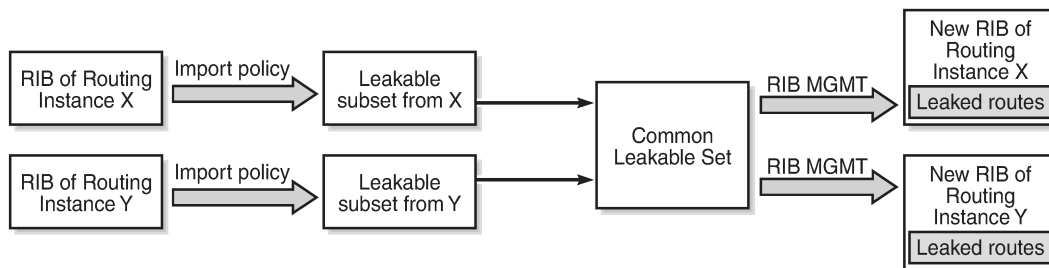 RIB of Routing
Instance X
Import policy
Leakable
subset from X
RIB of Routing
Instance Y
Import policy
Leakable
subset from Y
Common
Leakable Set
RIB MGMT
New RIB of
Routing
Instance X
Leaked routes
RIB MGMT
New RIB of
Routing
Instance Y
Leaked routes